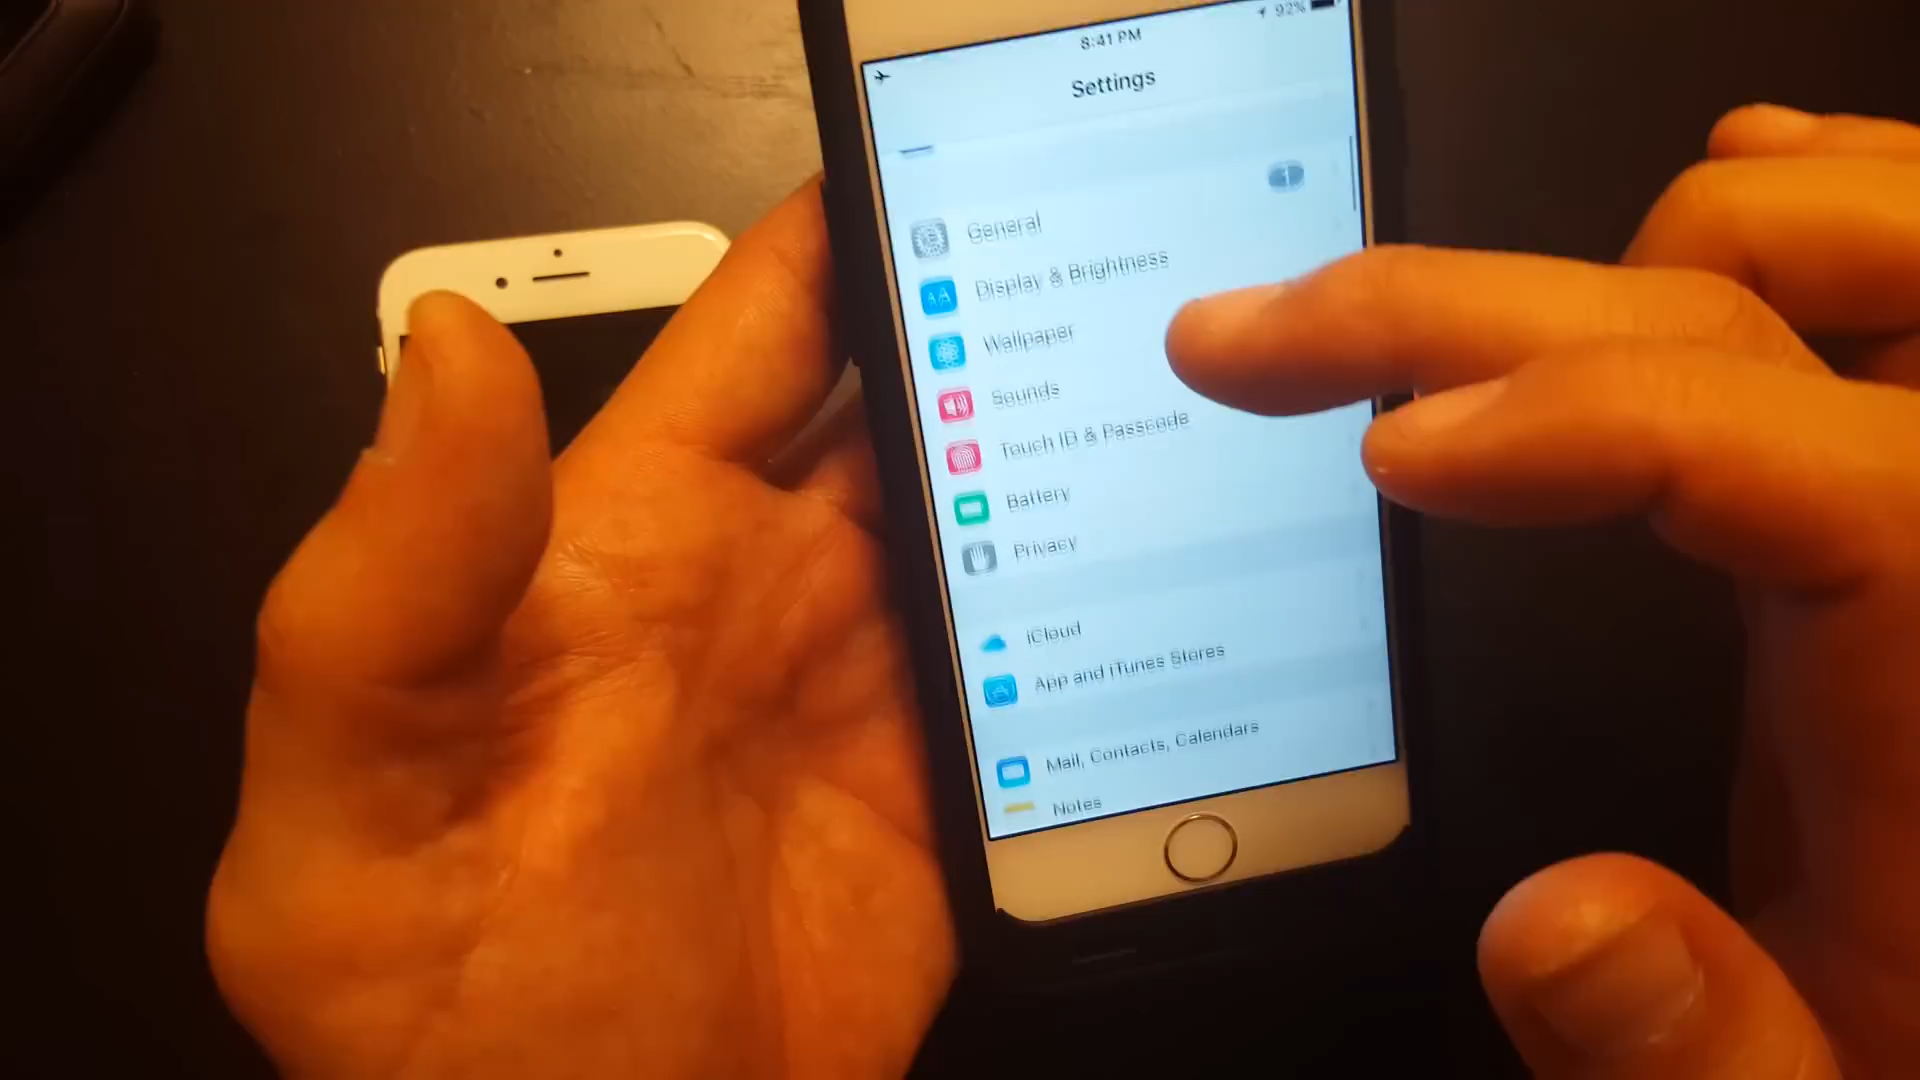 92%
8:41 PM
Settings
1
General
Display & Brightness
Wallpaper
Sounds
Touch ID & Passcode
Battery
Privacy
iCloud
App and iTunes Stores
Mail, Contacts, Calendars
Notes